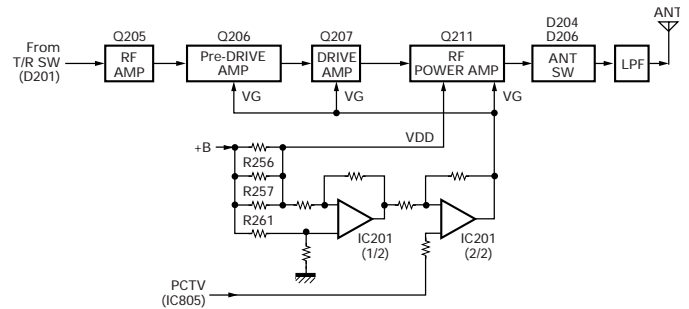 ANT
Q205
Q206
Q207
Q211
D204
D206
From
T/R SW
(D201)
RF
AMP
Pre-DRIVE
AMP
DRIVE
AMP
RF
POWER AMP
ANT
SW
LPF
VG
VG
VG
VDD
+B
R256
R257
R261
IC201
(1/2)
IC201
(2/2)
PCTV
(IC805)